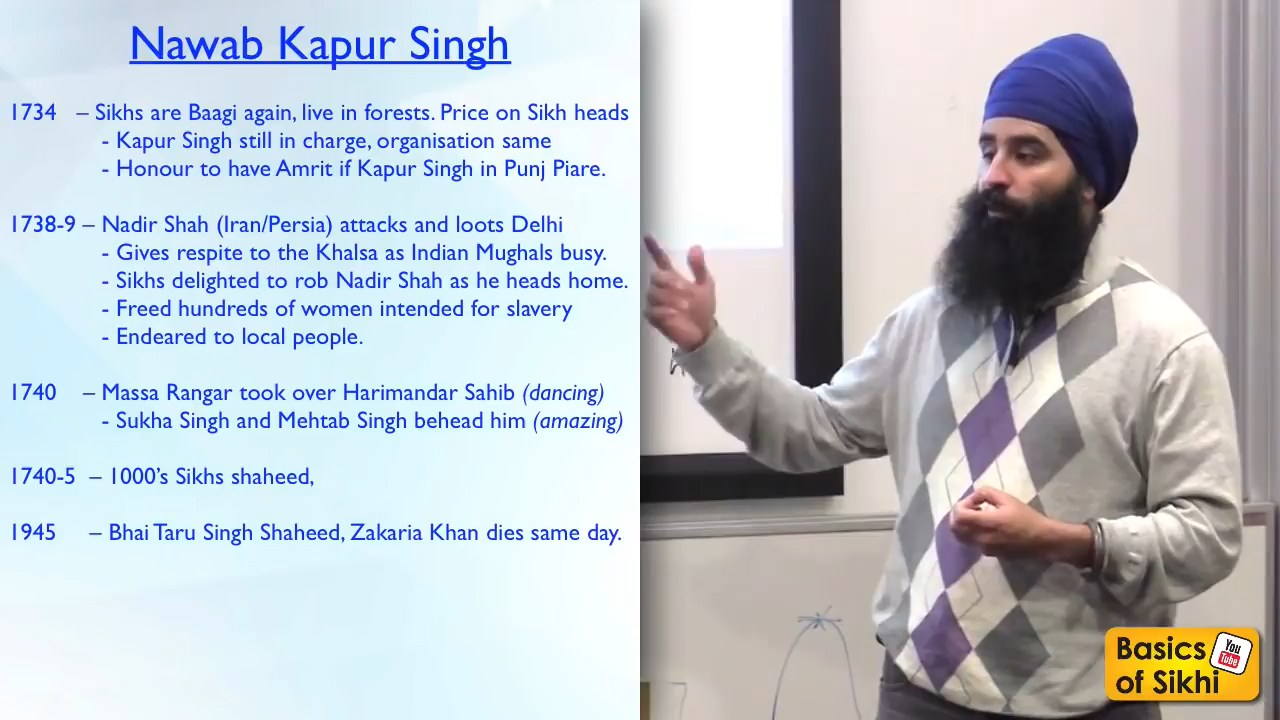 Nawab Kapur Singh
1734 – Sikhs are Baagi again, live in forests. Price on Sikh heads
- Kapur Singh still in charge, organisation same
- Honour to have Amrit if Kapur Singh in Punj Piare.
1738-9 – Nadir Shah (Iran/Persia) attacks and loots Delhi
- Gives respite to the Khalsa as Indian Mughals busy.
- Sikhs delighted to rob Nadir Shah as he heads home.
- Freed hundreds of women intended for slavery
- Endeared to local people.
1740 – Massa Rangar took over Harimandar Sahib (dancing)
- Sukha Singh and Mehtab Singh behead him (amazing)
1740-5 – 1000's Sikhs shaheed,
1945 – Bhai Taru Singh Shaheed, Zakaria Khan dies same day.
Basics
of Sikhi
You
Tube